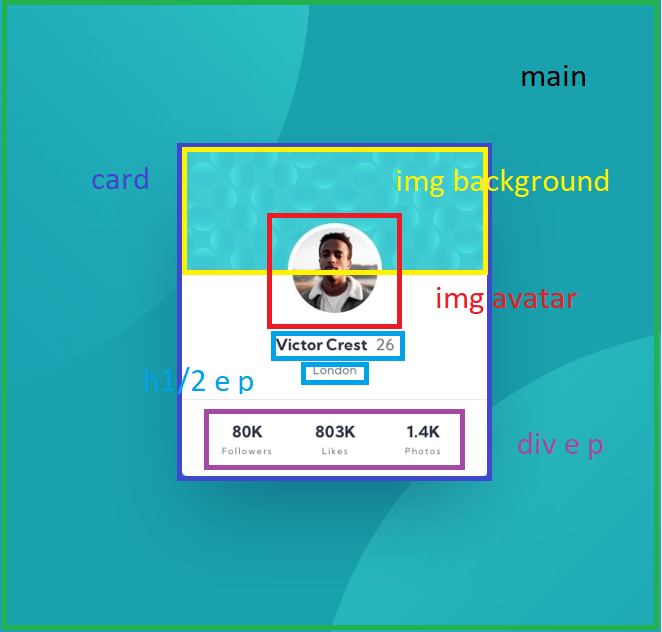 main
card
img background
img avatar
Victor Crest 26
London
h1/2 e p
80K 803K 1.4K
Followers Likes Photos
div e p